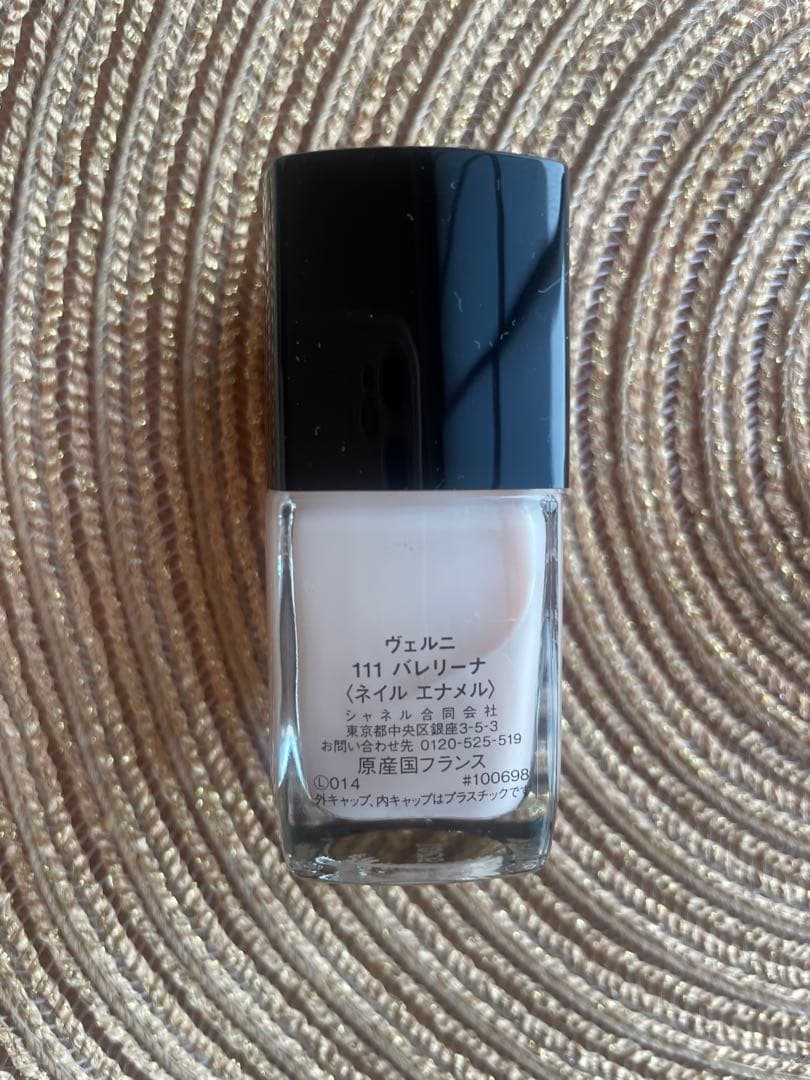 ヴェルニ
111 バレリーナ
〈ネイル エナメル〉
シャネル合同会社
東京都中央区銀座3-5-3
お問い合わせ先 0120-525-519
原産国フランス
Ⓛ014 #100698
外キャップ、内キャップはプラスチックです